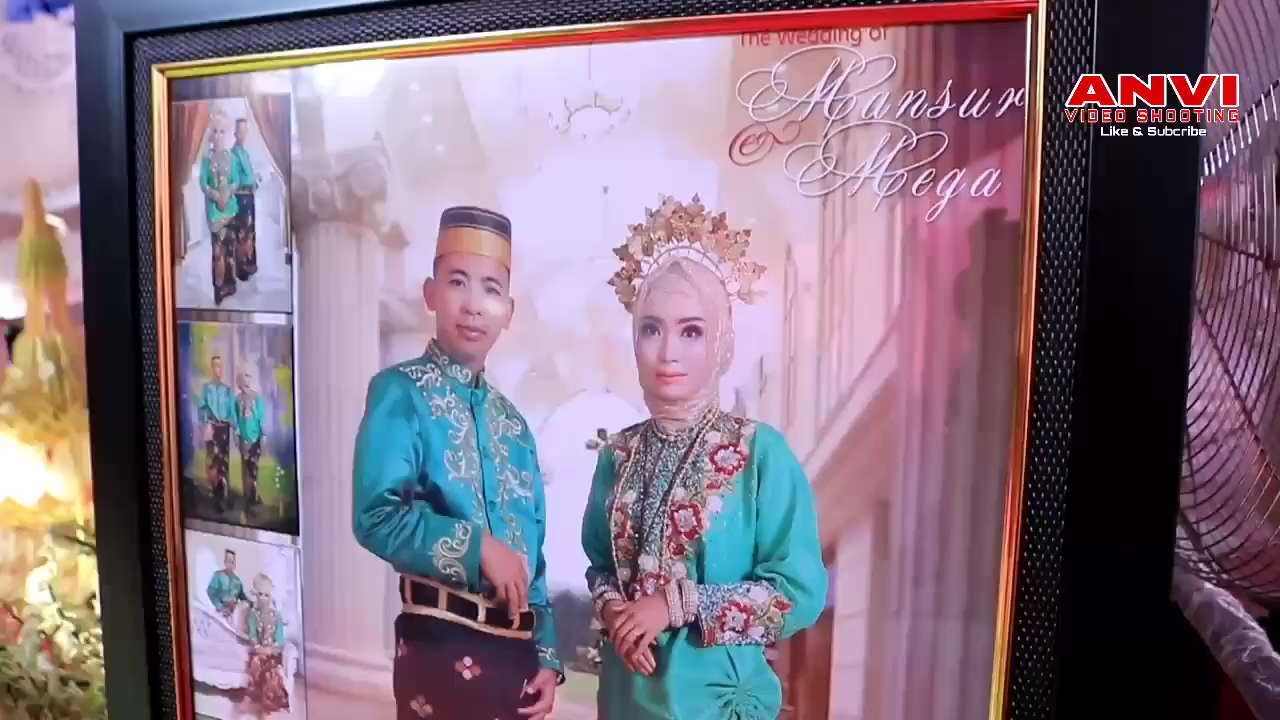 The Wedding of
Mansur
&
Mega
ANVI
VIDEO SHOOTING
Like & Subcribe